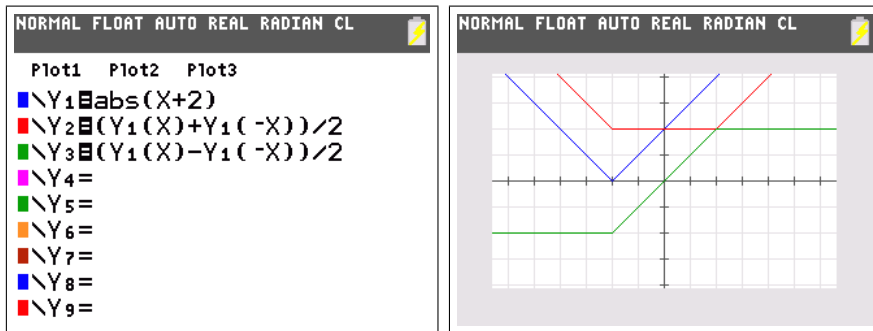 NORMAL FLOAT AUTO REAL RADIAN CL
Plot1 Plot2 Plot3
\Y1=abs(X+2)
\Y2=(Y1(X)+Y1(-X))/2
\Y3=(Y1(X)-Y1(-X))/2
\Y4=
\Y5=
\Y6=
\Y7=
\Y8=
\Y9=
NORMAL FLOAT AUTO REAL RADIAN CL